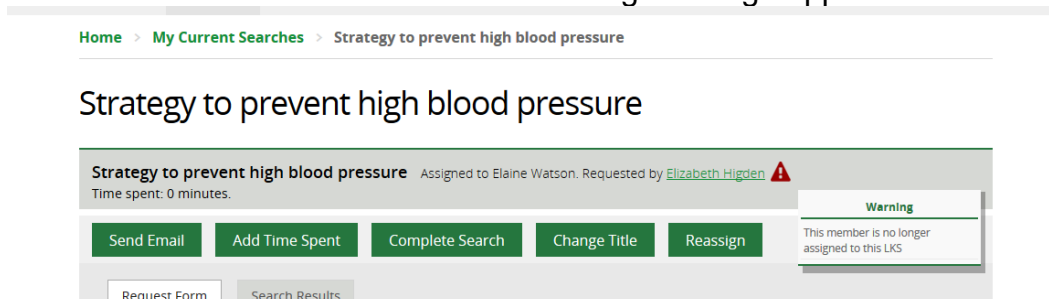 Home > My Current Searches > Strategy to prevent high blood pressure
Strategy to prevent high blood pressure
Strategy to prevent high blood pressure Assigned to Elaine Watson. Requested by Elizabeth Higden
Time spent: 0 minutes.
Warning
This member is no longer
assigned to this LKS
Send Email Add Time Spent Complete Search Change Title Reassign
Request Form Search Results